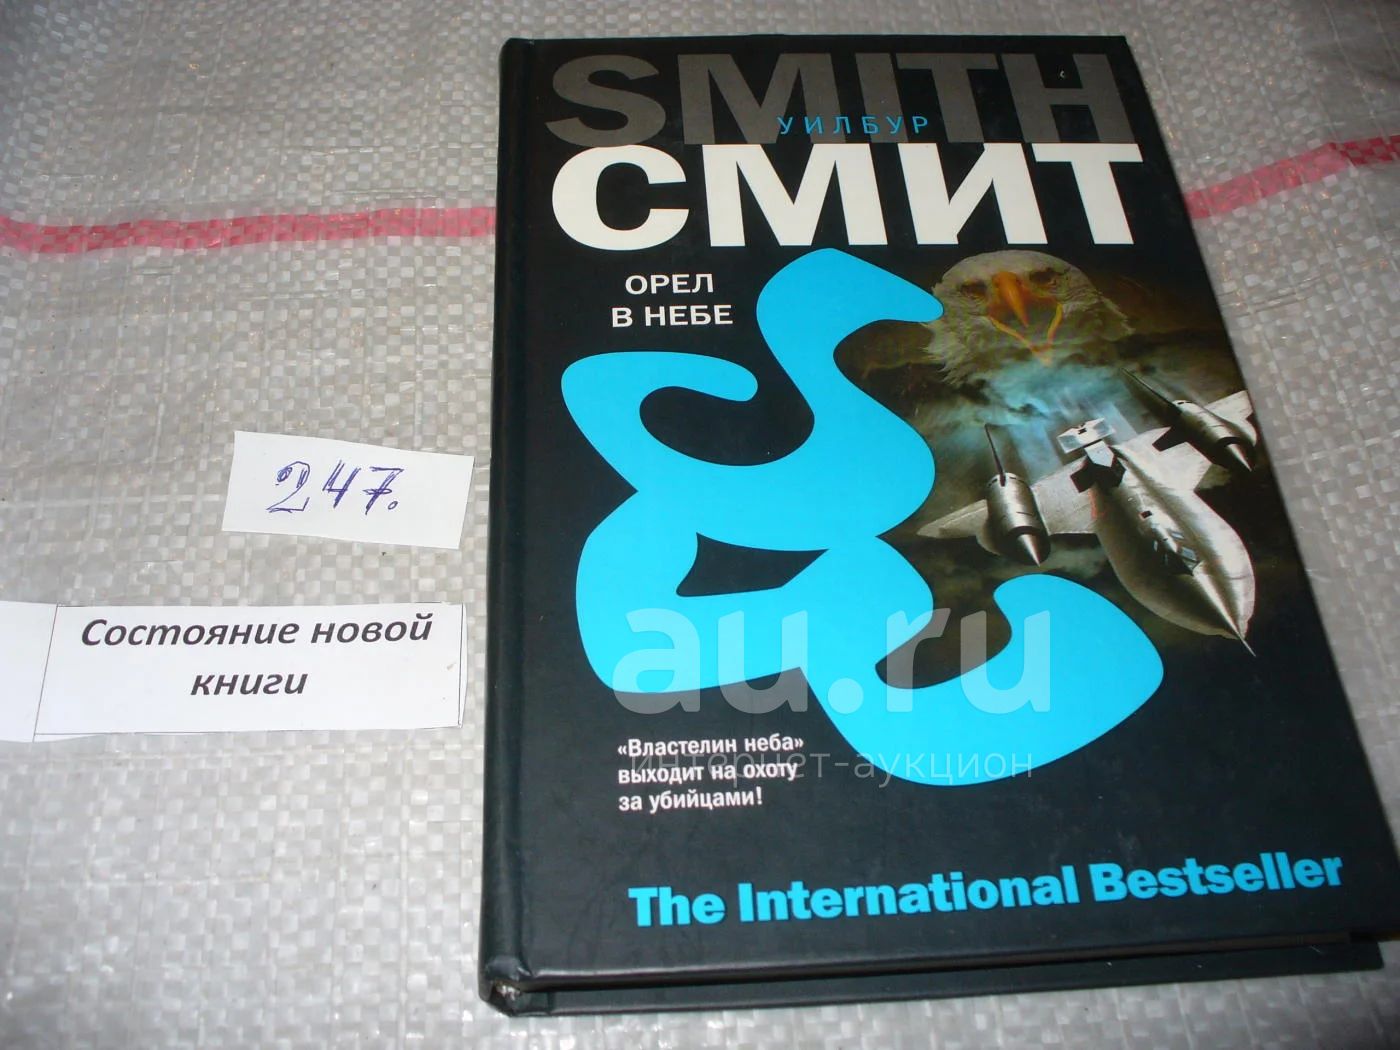 SMITH
УИЛБУР
СМИТ
ОРЕЛ
В НЕБЕ
247.
Состояние новой
книги
au.ru
интернет-аукцион
«Властелин неба»
выходит на охоту
за убийцами!
The International Bestseller